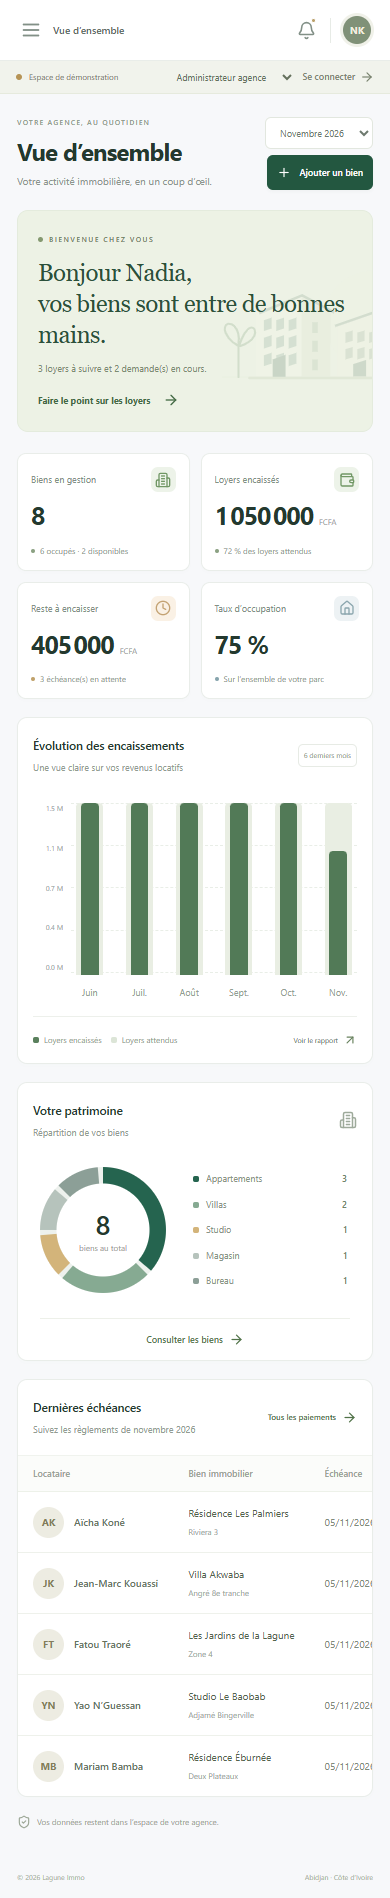 Vue d’ensemble
NK
Espace de démonstration
Administrateur agence
Se connecter
VOTRE AGENCE, AU QUOTIDIEN
Vue d’ensemble
Votre activité immobilière, en un coup d’œil.
Novembre 2026
Ajouter un bien
BIENVENUE CHEZ VOUS
Bonjour Nadia,
vos biens sont entre de bonnes
mains.
3 loyers à suivre et 2 demande(s) en cours.
Faire le point sur les loyers
Biens en gestion
8
6 occupés · 2 disponibles
Loyers encaissés
1 050 000 FCFA
72 % des loyers attendus
Reste à encaisser
405 000 FCFA
3 échéance(s) en attente
Taux d’occupation
75 %
Sur l’ensemble de votre parc
Évolution des encaissements
Une vue claire sur vos revenus locatifs
6 derniers mois
1.5 M
1.1 M
0.7 M
0.4 M
0.0 M
Juin
Juil.
Août
Sept.
Oct.
Nov.
Loyers encaissés
Loyers attendus
Voir le rapport
Votre patrimoine
Répartition de vos biens
8
biens au total
Appartements 3
Villas 2
Studio 1
Magasin 1
Bureau 1
Consulter les biens
Dernières échéances
Suivez les règlements de novembre 2026
Tous les paiements
Locataire
Bien immobilier
Échéance
AK
Aïcha Koné
Résidence Les Palmiers
Riviera 3
05/11/2026
JK
Jean-Marc Kouassi
Villa Akwaba
Angré 8e tranche
05/11/2026
FT
Fatou Traoré
Les Jardins de la Lagune
Zone 4
05/11/2026
YN
Yao N’Guessan
Studio Le Baobab
Adjamé Bingerville
05/11/2026
MB
Mariam Bamba
Résidence Éburnée
Deux Plateaux
05/11/2026
Vos données restent dans l’espace de votre agence.
© 2026 Lagune Immo
Abidjan · Côte d’Ivoire